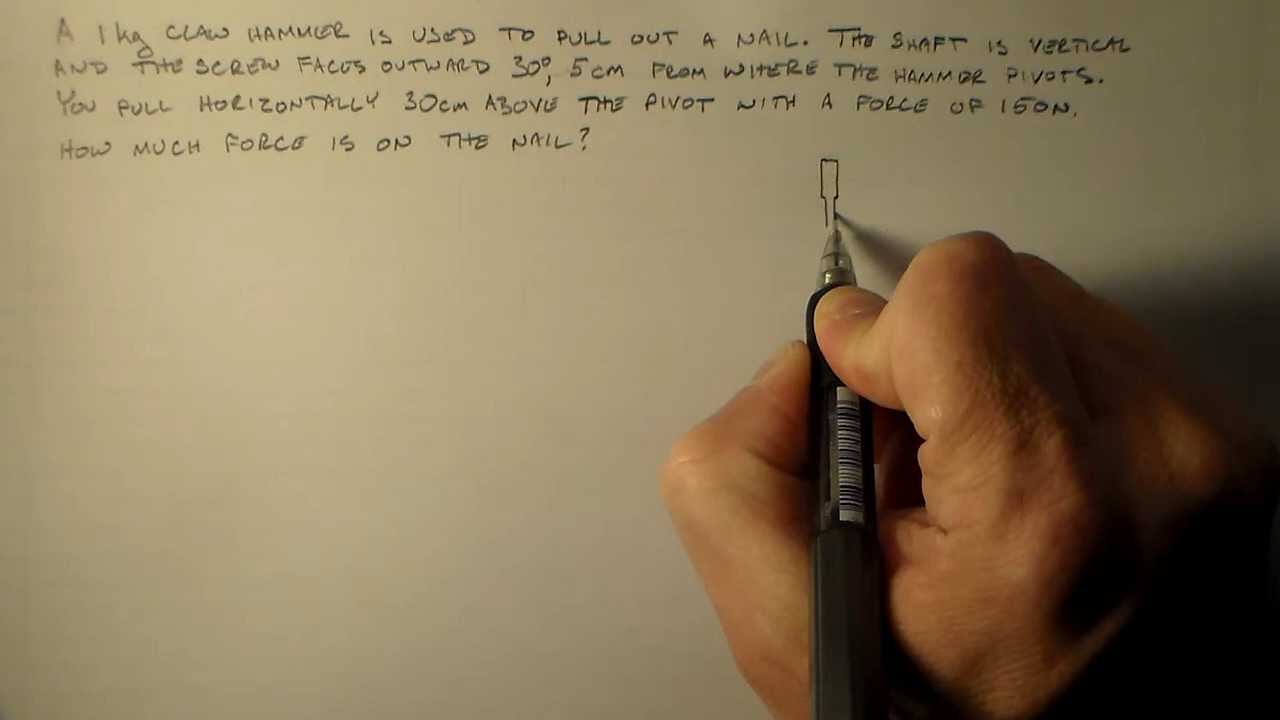 A 1kg CLAW HAMMER IS USED TO PULL OUT A NAIL. THE SHAFT IS VERTICAL
AND THE SCREW FACES OUTWARD 30°, 5cm FROM WHERE THE HAMMER PIVOTS.
YOU PULL HORIZONTALLY 30cm ABOVE THE PIVOT WITH A FORCE OF 150N.
HOW MUCH FORCE IS ON THE NAIL?